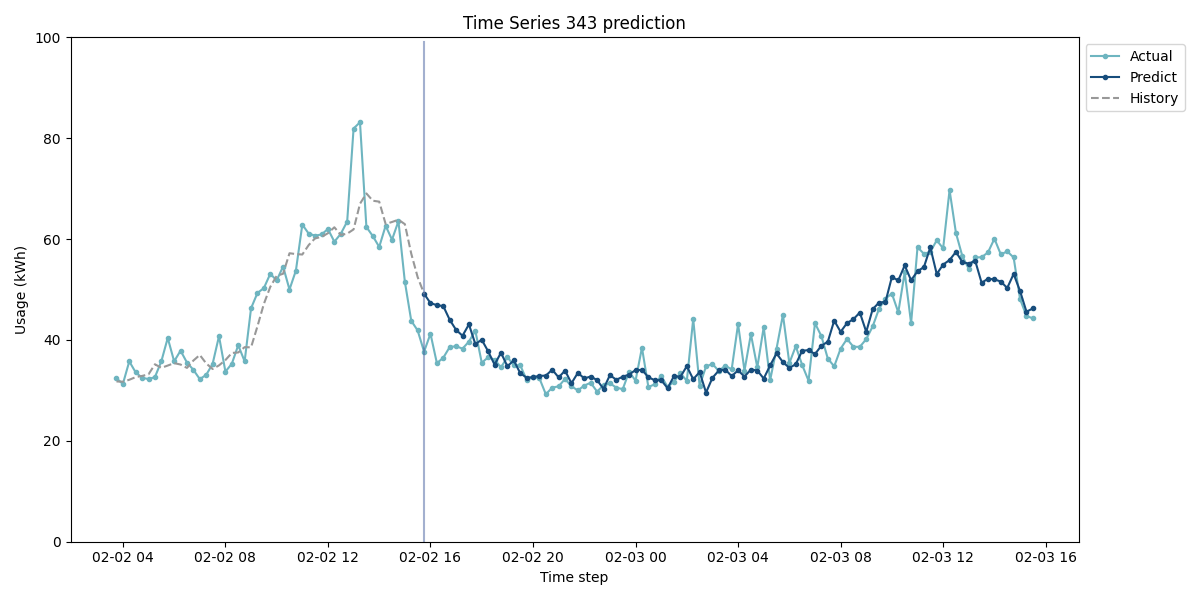 Time Series 343 prediction
Actual
Predict
History
Usage (kWh)
100
80
60
40
20
0
02-02 04
02-02 08
02-02 12
02-02 16
02-02 20
02-03 00
02-03 04
02-03 08
02-03 12
02-03 16
Time step